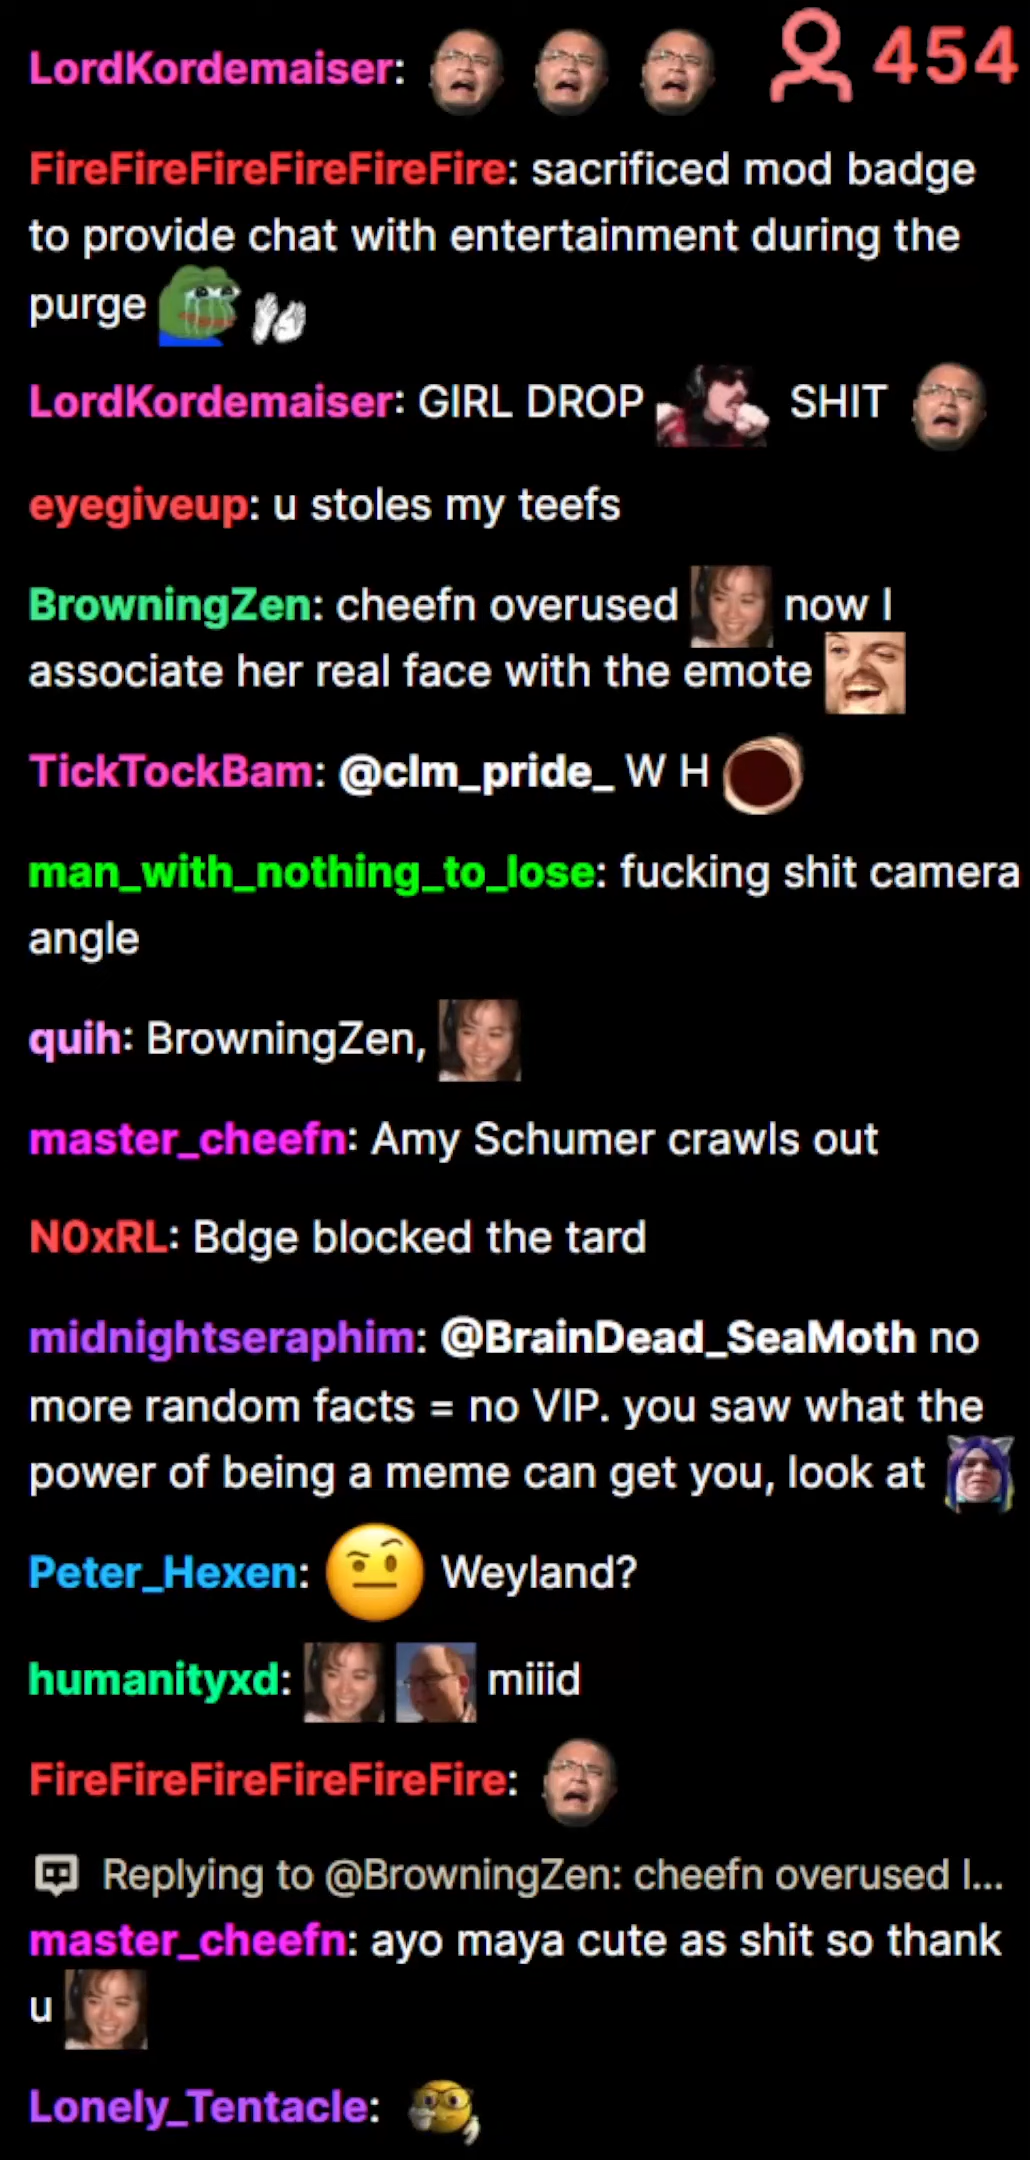 LordKordemaiser: 454
FireFireFireFireFireFire: sacrificed mod badge
to provide chat with entertainment during the
purge
LordKordemaiser: GIRL DROP SHIT
eyegiveup: u stoles my teefs
BrowningZen: cheefn overused now I
associate her real face with the emote
TickTockBam: @clm_pride_ W H
man_with_nothing_to_lose: fucking shit camera
angle
quih: BrowningZen,
master_cheefn: Amy Schumer crawls out
N0xRL: Bdge blocked the tard
midnightseraphim: @BrainDead_SeaMoth no
more random facts = no VIP. you saw what the
power of being a meme can get you, look at
Peter_Hexen: Weyland?
humanityxd: miiid
FireFireFireFireFireFire:
Replying to @BrowningZen: cheefn overused l...
master_cheefn: ayo maya cute as shit so thank
u
Lonely_Tentacle: